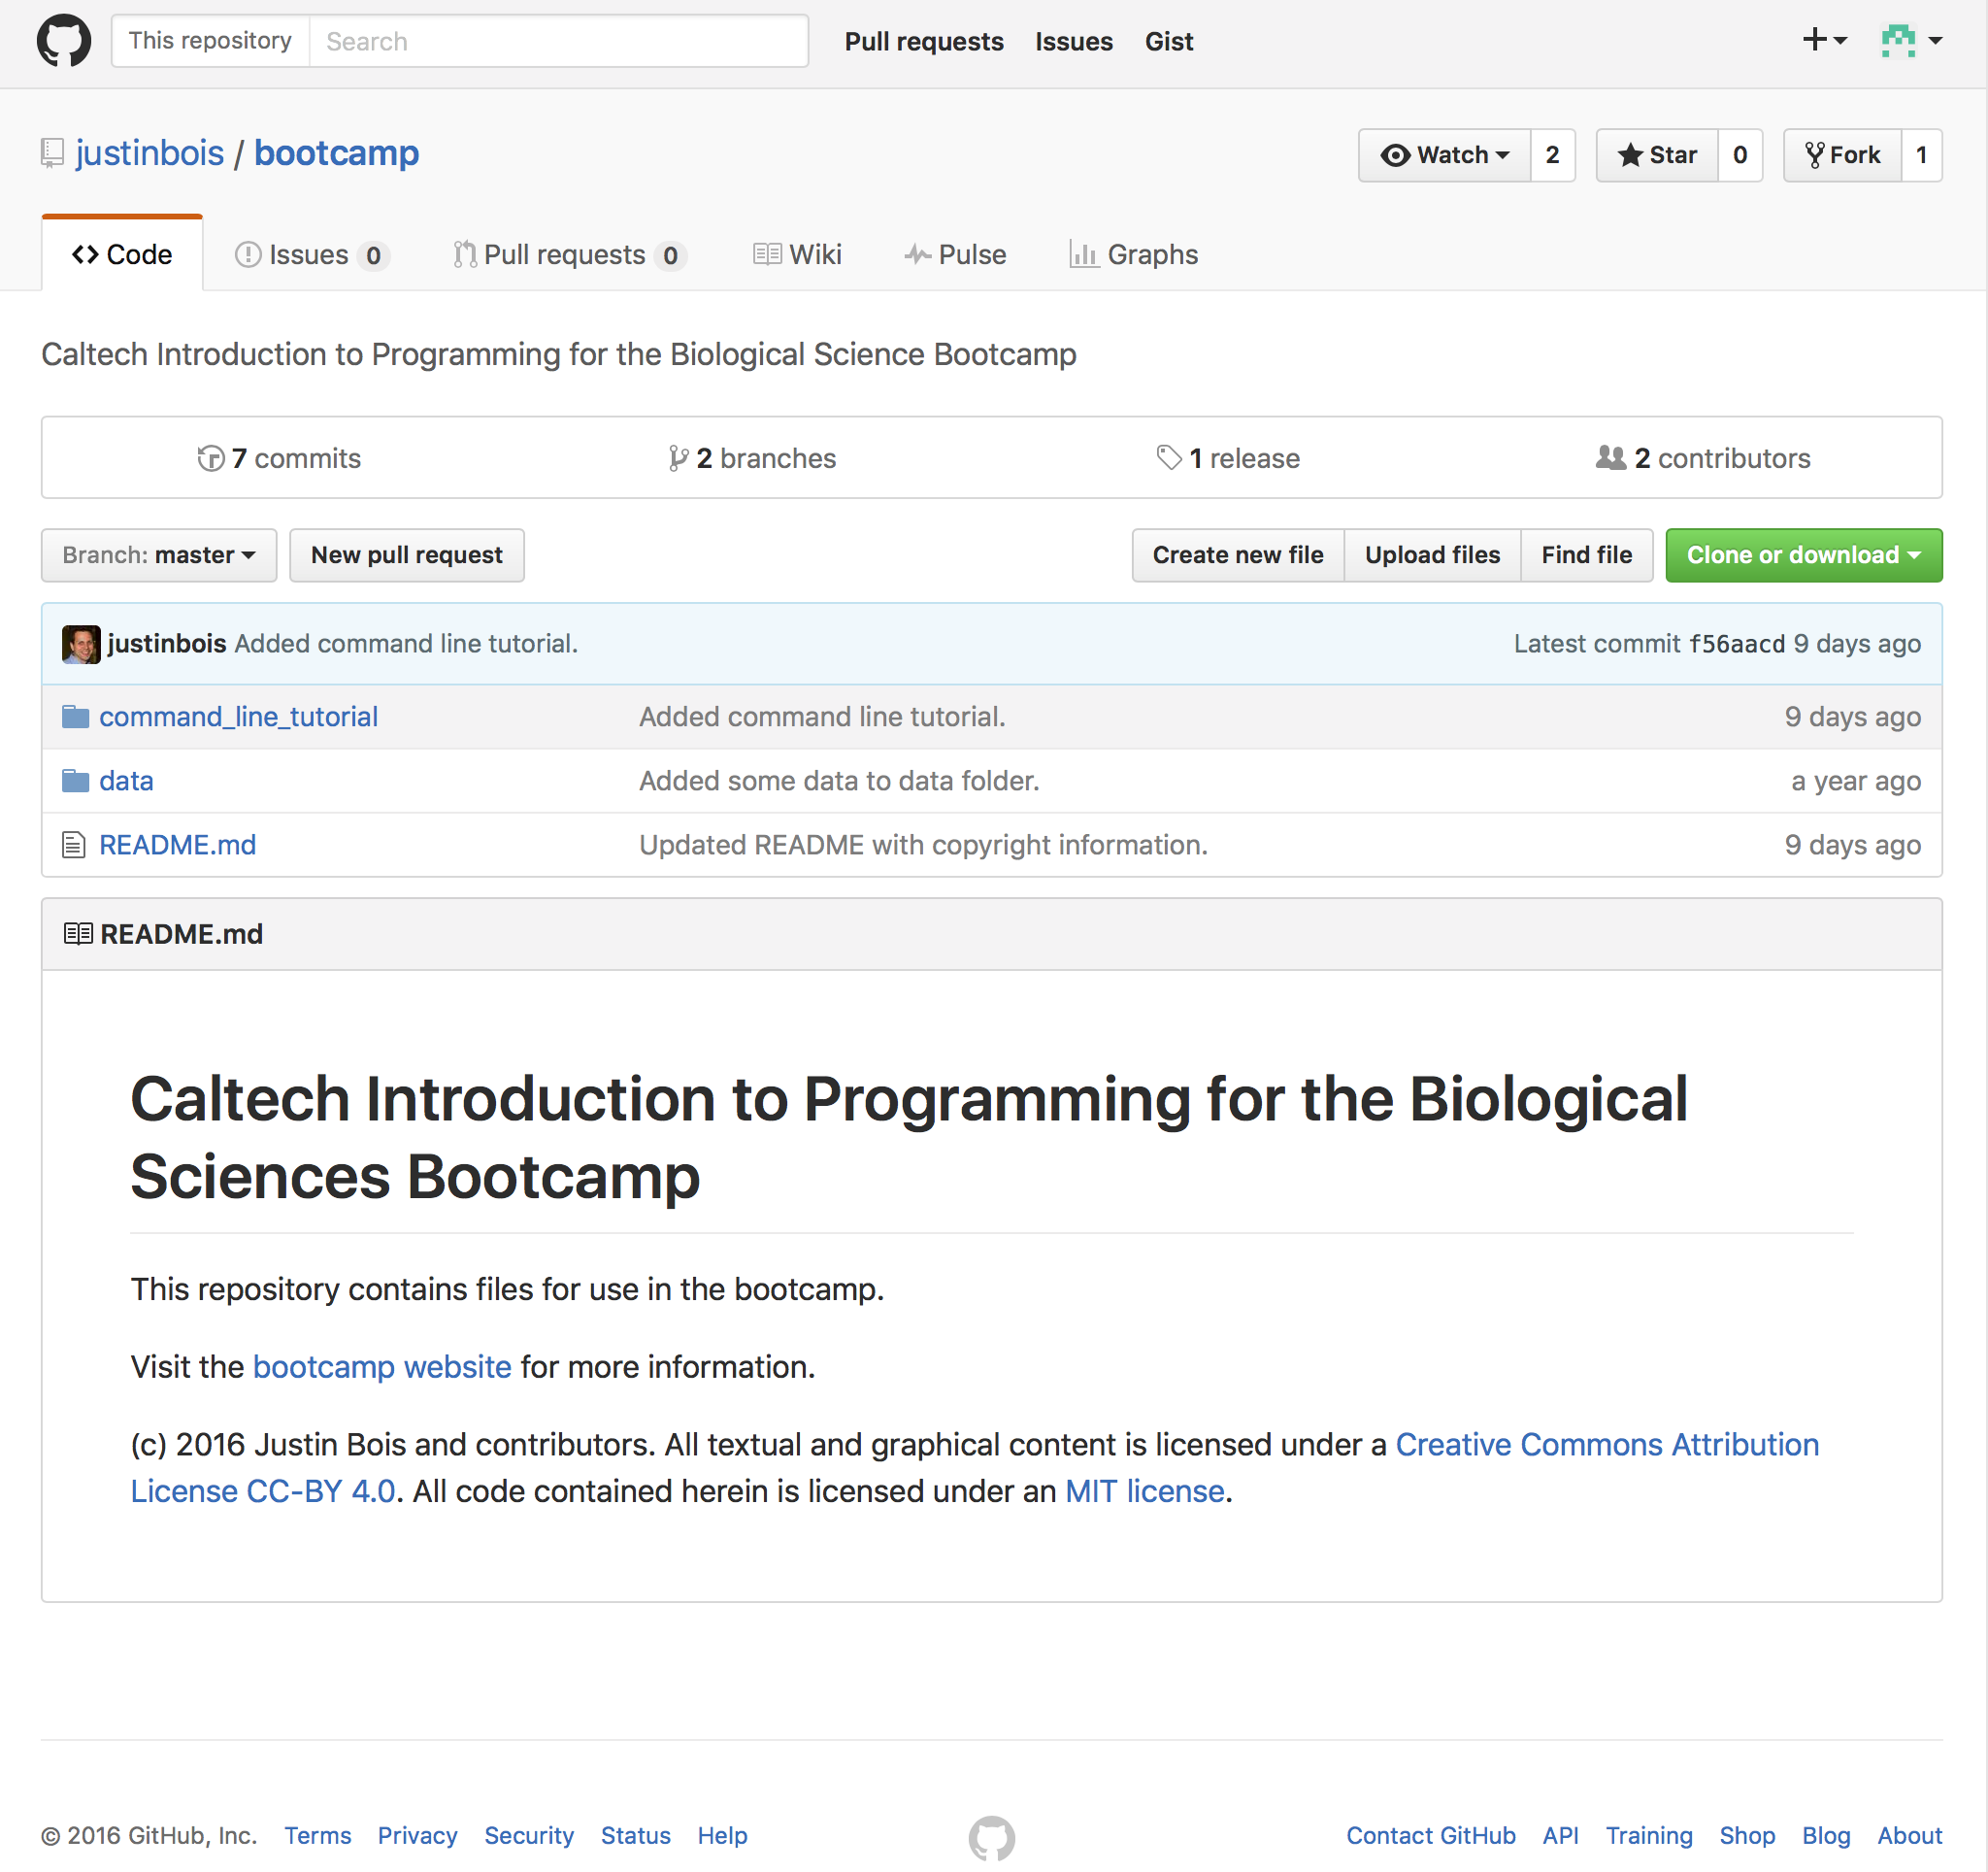 This repository Search Pull requests Issues Gist
justinbois / bootcamp Watch 2 Star 0 Fork 1
Code Issues 0 Pull requests 0 Wiki Pulse Graphs
Caltech Introduction to Programming for the Biological Science Bootcamp
7 commits 2 branches 1 release 2 contributors
Branch: master New pull request Create new file Upload files Find file Clone or download
justinbois Added command line tutorial. Latest commit f56aacd 9 days ago
command_line_tutorial Added command line tutorial. 9 days ago
data Added some data to data folder. a year ago
README.md Updated README with copyright information. 9 days ago
README.md
Caltech Introduction to Programming for the Biological
Sciences Bootcamp
This repository contains files for use in the bootcamp.
Visit the bootcamp website for more information.
(c) 2016 Justin Bois and contributors. All textual and graphical content is licensed under a Creative Commons Attribution
License CC-BY 4.0. All code contained herein is licensed under an MIT license.
© 2016 GitHub, Inc. Terms Privacy Security Status Help Contact GitHub API Training Shop Blog About